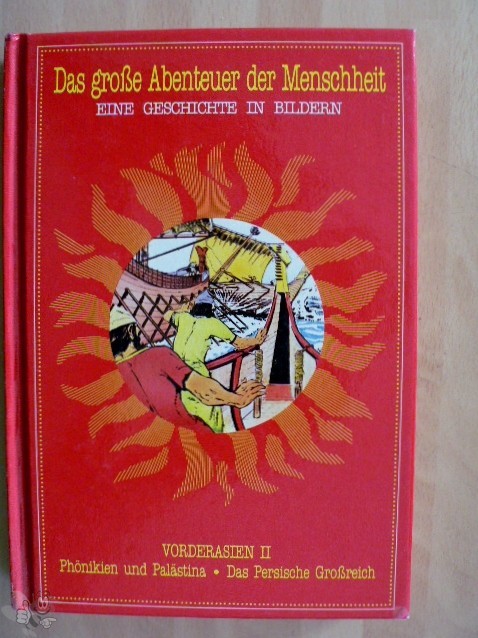 Das große Abenteuer der Menschheit
EINE GESCHICHTE IN BILDERN
VORDERASIEN II
Phönikien und Palästina • Das Persische Großreich